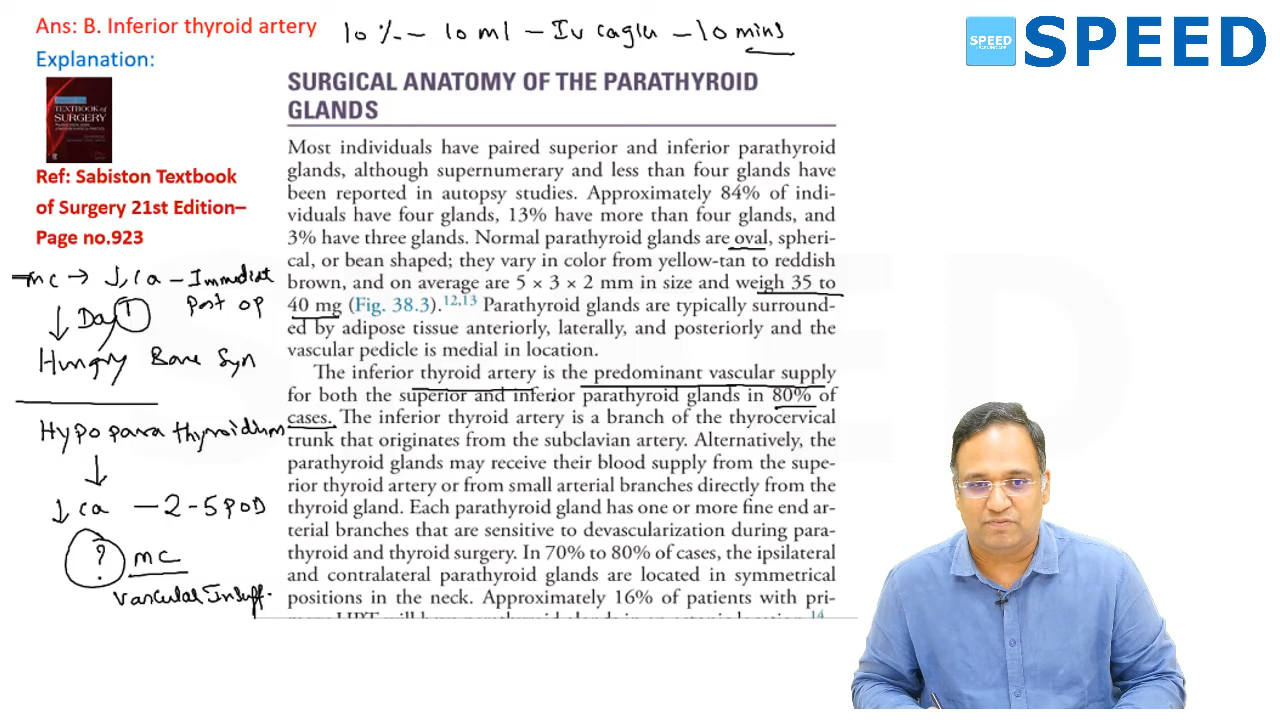 Ans: B. Inferior thyroid artery
10 % - 10 ml - Iv caglu - 10 mins
SPEED
SPEED
Explanation:
TEXTBOOK of
SURGERY
Ref: Sabiston Textbook
of Surgery 21st Edition–
Page no.923
SURGICAL ANATOMY OF THE PARATHYROID
GLANDS
Most individuals have paired superior and inferior parathyroid
glands, although supernumerary and less than four glands have
been reported in autopsy studies. Approximately 84% of indi-
viduals have four glands, 13% have more than four glands, and
3% have three glands. Normal parathyroid glands are oval, spheri-
cal, or bean shaped; they vary in color from yellow-tan to reddish
brown, and on average are 5 × 3 × 2 mm in size and weigh 35 to
40 mg (Fig. 38.3).12,13 Parathyroid glands are typically surround-
ed by adipose tissue anteriorly, laterally, and posteriorly and the
vascular pedicle is medial in location.
The inferior thyroid artery is the predominant vascular supply
for both the superior and inferior parathyroid glands in 80% of
cases. The inferior thyroid artery is a branch of the thyrocervical
trunk that originates from the subclavian artery. Alternatively, the
parathyroid glands may receive their blood supply from the supe-
rior thyroid artery or from small arterial branches directly from the
thyroid gland. Each parathyroid gland has one or more fine end ar-
terial branches that are sensitive to devascularization during para-
thyroid and thyroid surgery. In 70% to 80% of cases, the ipsilateral
and contralateral parathyroid glands are located in symmetrical
positions in the neck. Approximately 16% of patients with pri-
mc → ↓ ca - Immediat
Post op
↓ Day 1
Hungry Bone Syn
Hypo para thyroidium
↓
↓ ca - 2-5 POD
? mc
Vascular Insuff.